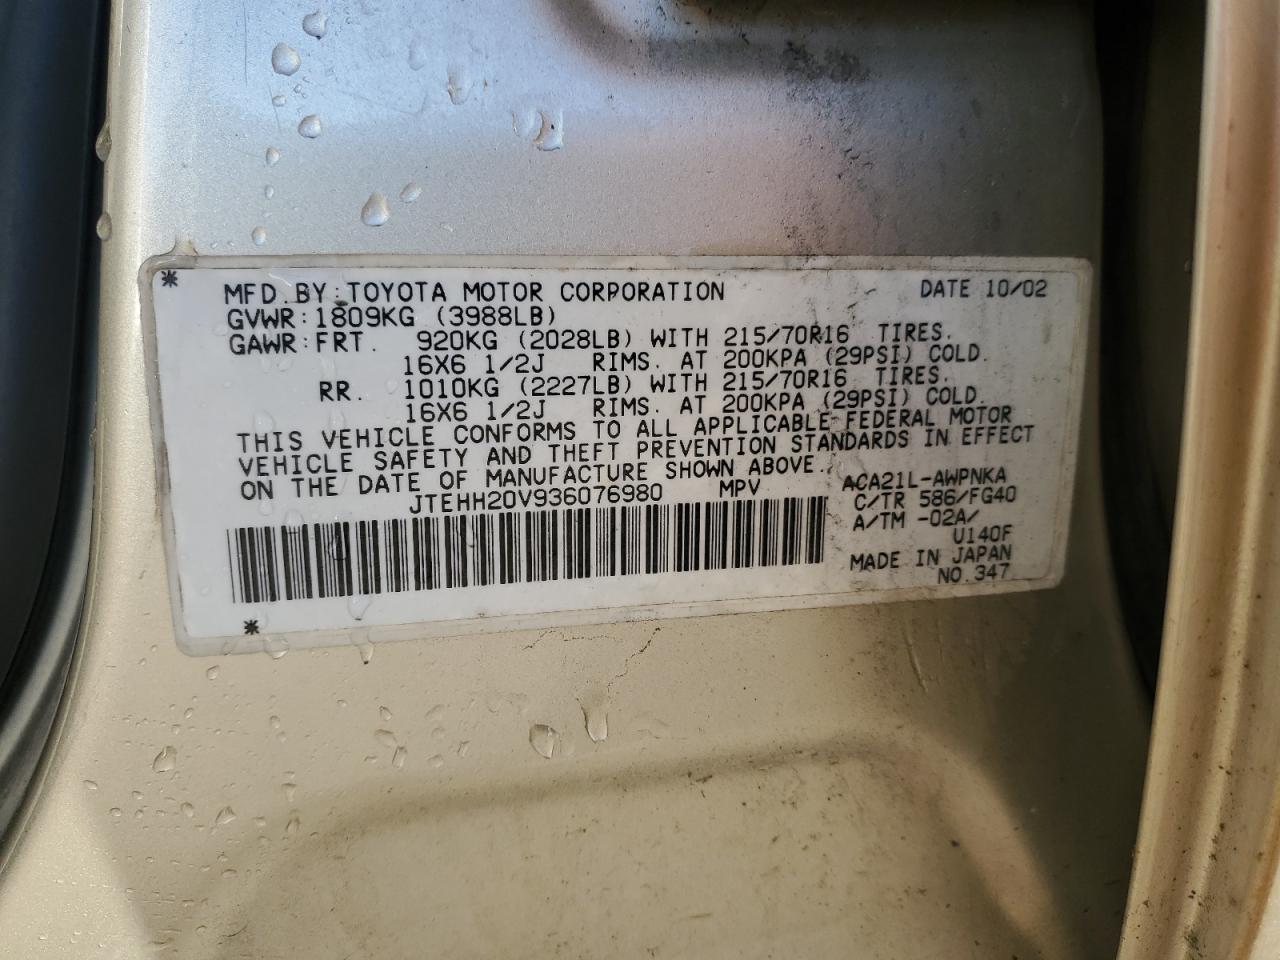 MFD. BY: TOYOTA MOTOR CORPORATION DATE 10/02
GVWR: 1809KG (3988LB)
GAWR: FRT. 920KG (2028LB) WITH 215/70R16 TIRES.
16X6 1/2J RIMS. AT 200KPA (29PSI) COLD.
RR. 1010KG (2227LB) WITH 215/70R16 TIRES.
16X6 1/2J RIMS. AT 200KPA (29PSI) COLD.
THIS VEHICLE CONFORMS TO ALL APPLICABLE FEDERAL MOTOR
VEHICLE SAFETY AND THEFT PREVENTION STANDARDS IN EFFECT
ON THE DATE OF MANUFACTURE SHOWN ABOVE.
JTEHH20V936076980 MPV ACA21L-AWPNKA
C/TR 586/FG40
A/TM -02A/
U140F
MADE IN JAPAN
NO.347